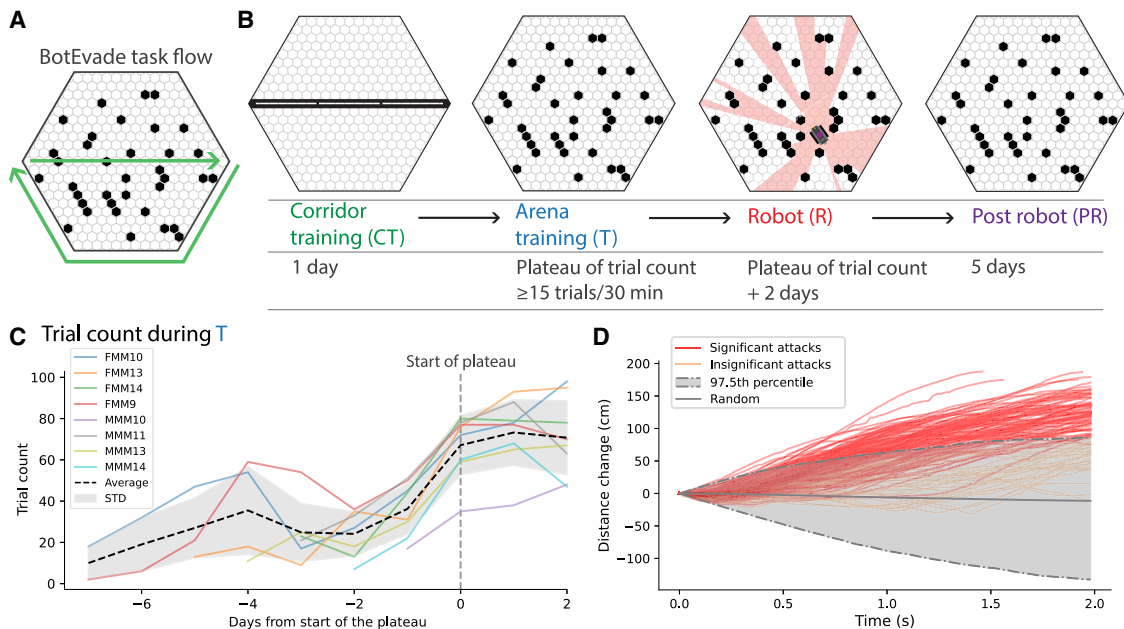 A
BotEvade task flow
B
Corridor
training (CT)
Arena
training (T)
Robot (R)
Post robot (PR)
1 day
Plateau of trial count
≥15 trials/30 min
Plateau of trial count
+ 2 days
5 days
C Trial count during T
FMM10
FMM13
FMM14
FMM9
MMM10
MMM11
MMM13
MMM14
Average
STD
Start of plateau
100
80
60
40
20
0
Trial count
−6
−4
−2
0
2
Days from start of the plateau
D
Significant attacks
Insignificant attacks
97.5th percentile
Random
200
150
100
50
0
−50
−100
Distance change (cm)
0.0
0.5
1.0
1.5
2.0
Time (s)